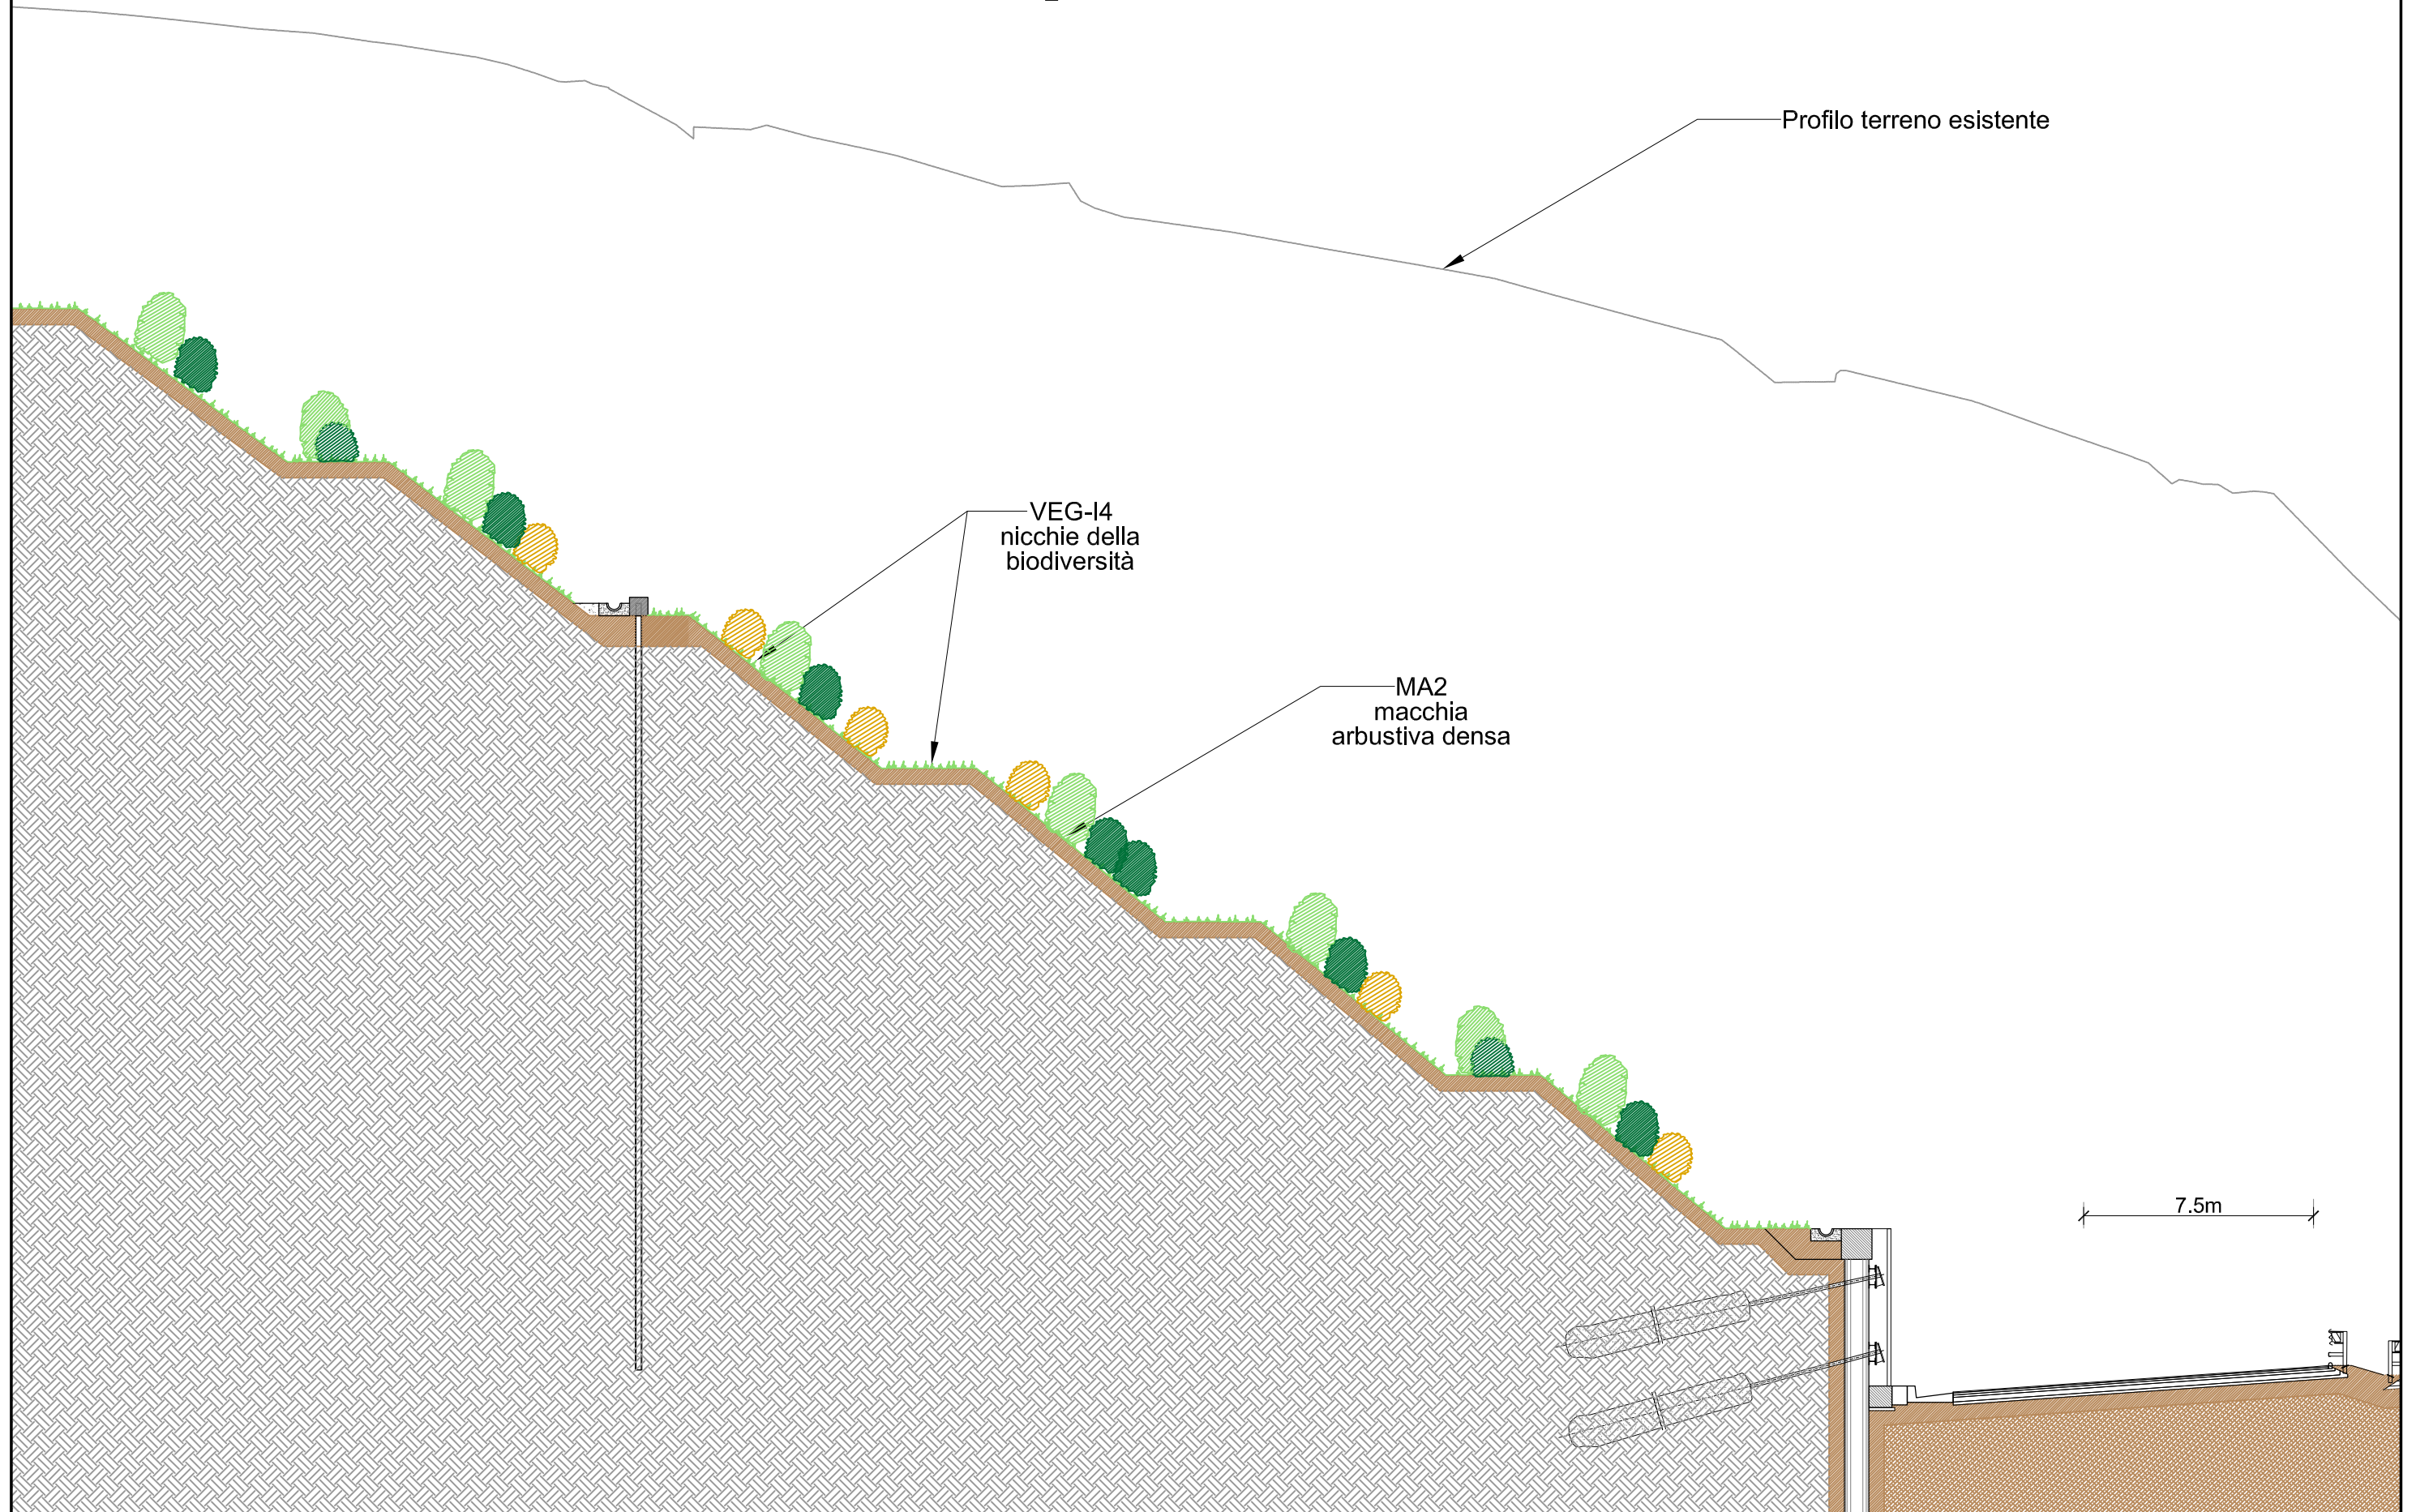 Profilo terreno esistente
VEG-I4
nicchie della
biodiversità
MA2
macchia
arbustiva densa
7.5m